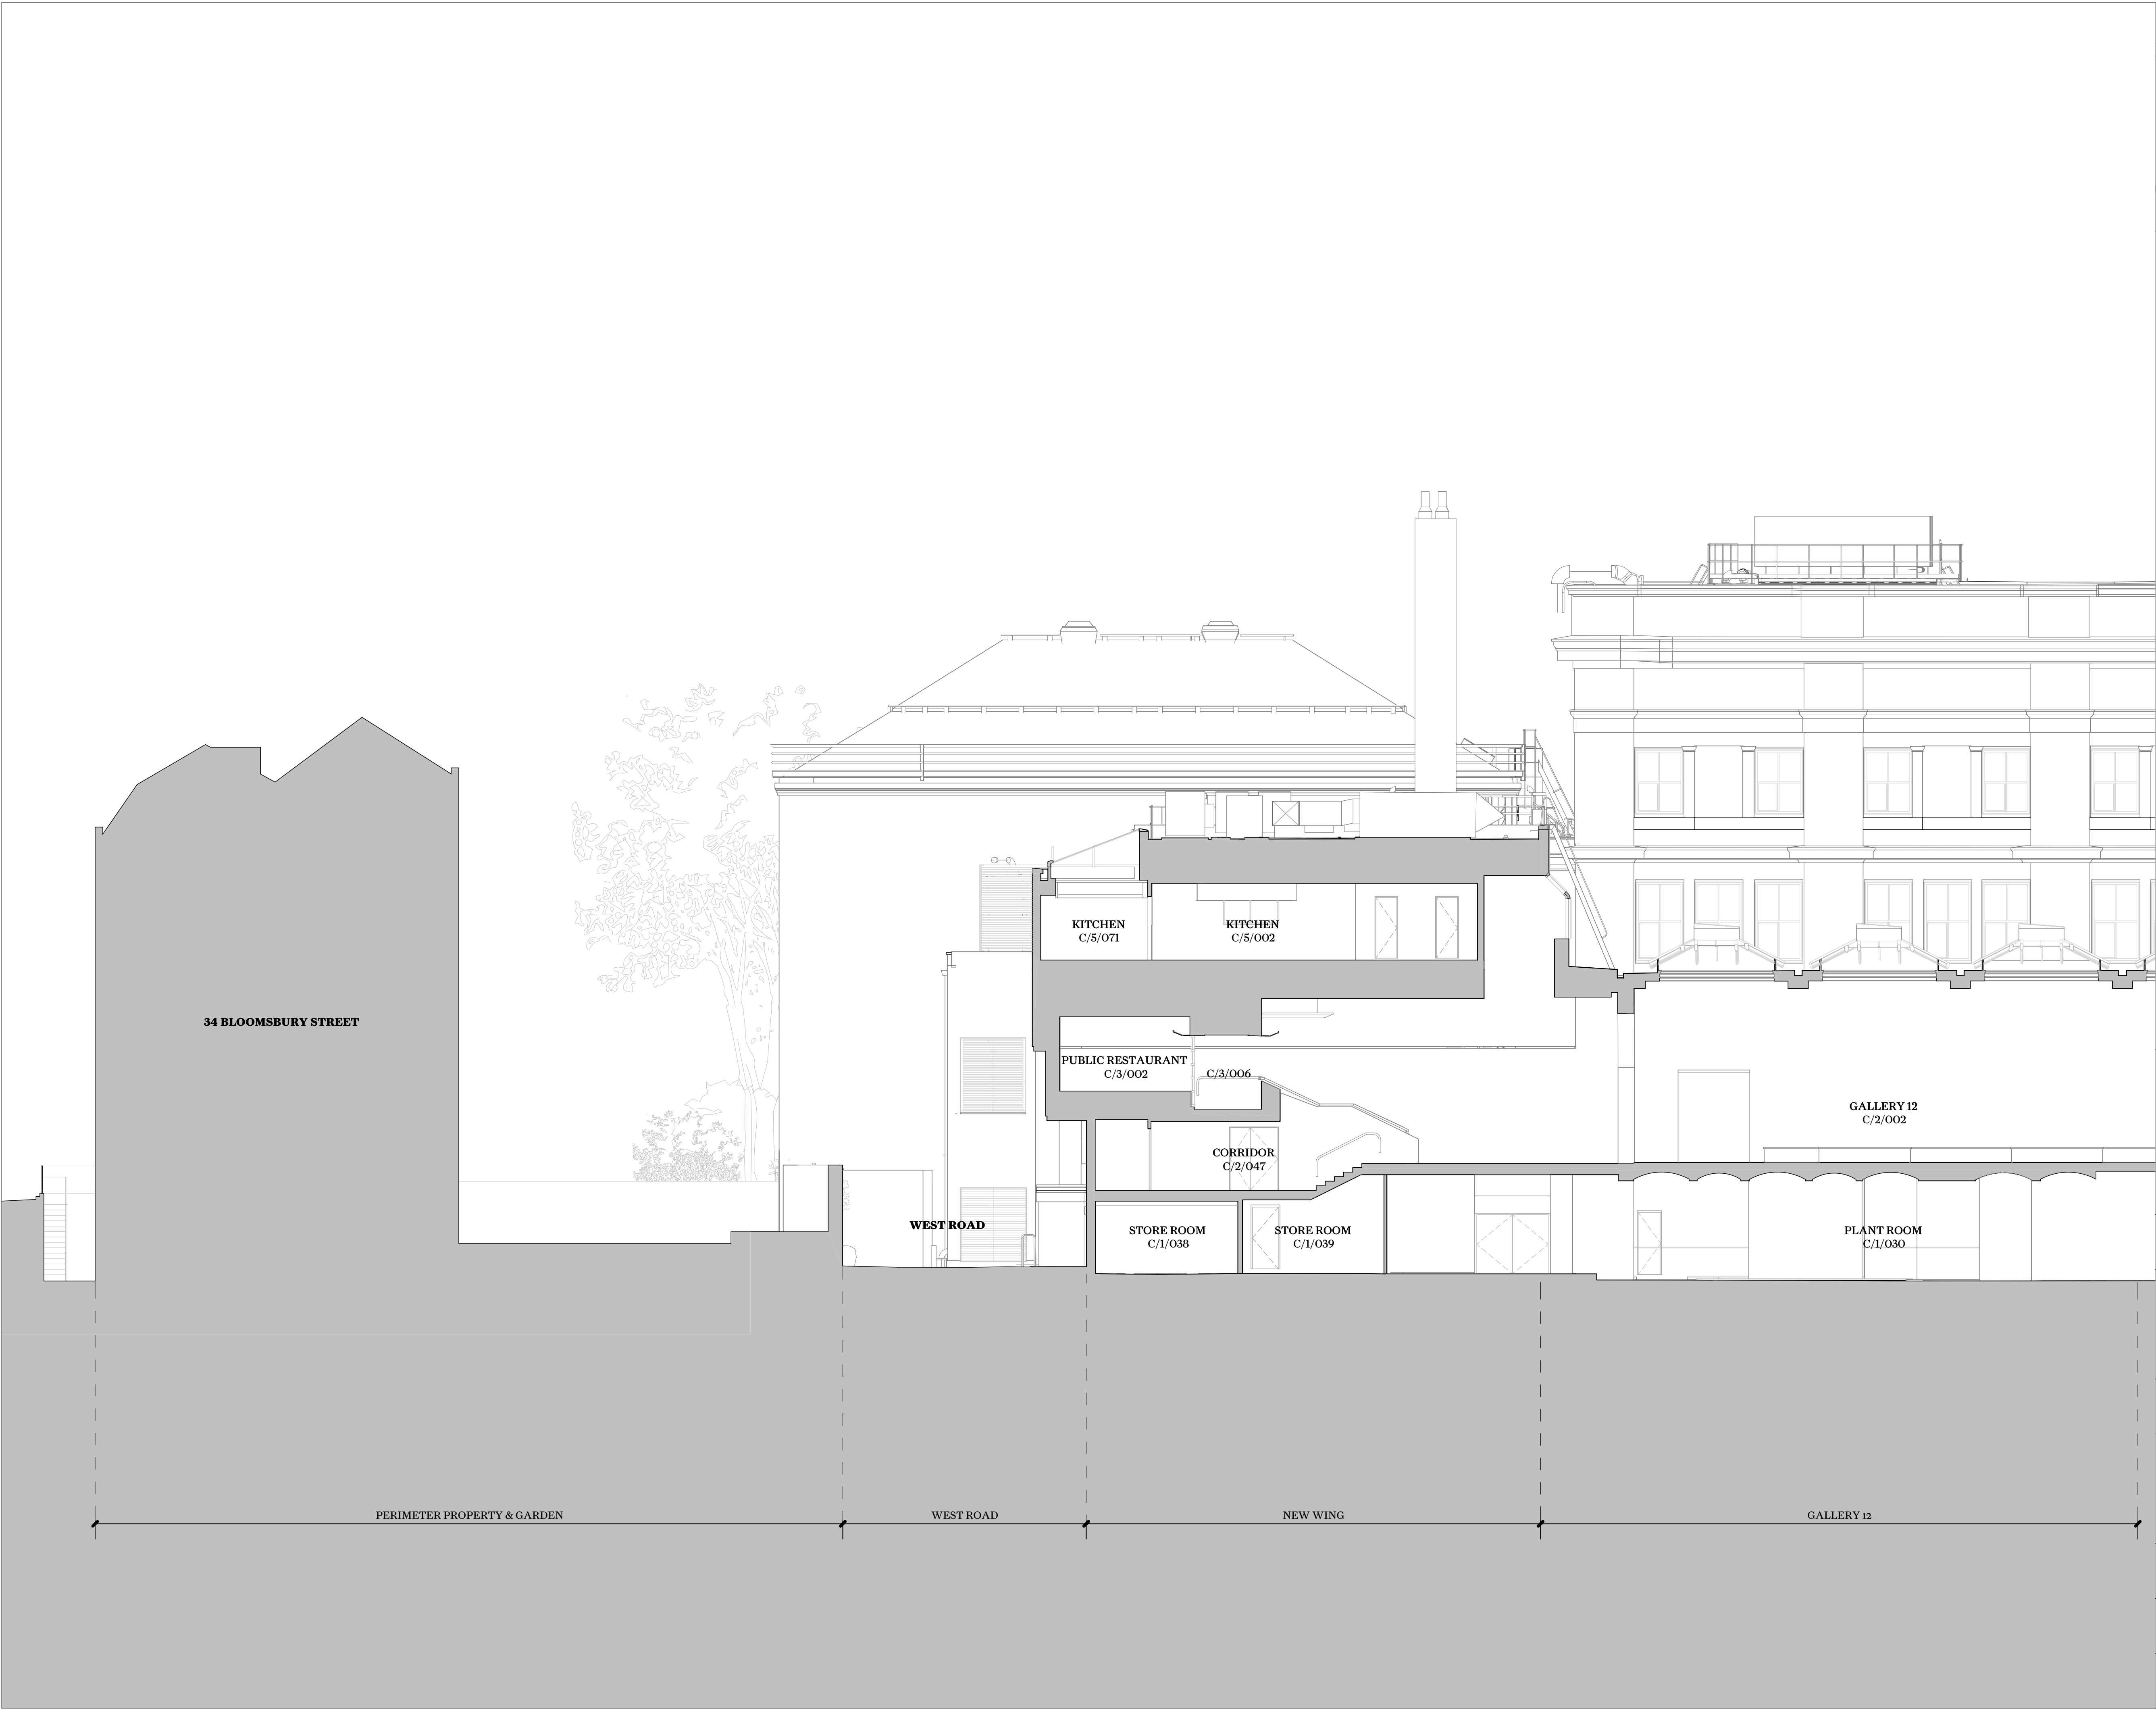 KITCHEN
C/5/071
KITCHEN
C/5/002
34 BLOOMSBURY STREET
PUBLIC RESTAURANT
C/3/002
C/3/006
GALLERY 12
C/2/002
CORRIDOR
C/2/047
WEST ROAD
STORE ROOM
C/1/038
STORE ROOM
C/1/039
PLANT ROOM
C/1/030
PERIMETER PROPERTY & GARDEN
WEST ROAD
NEW WING
GALLERY 12